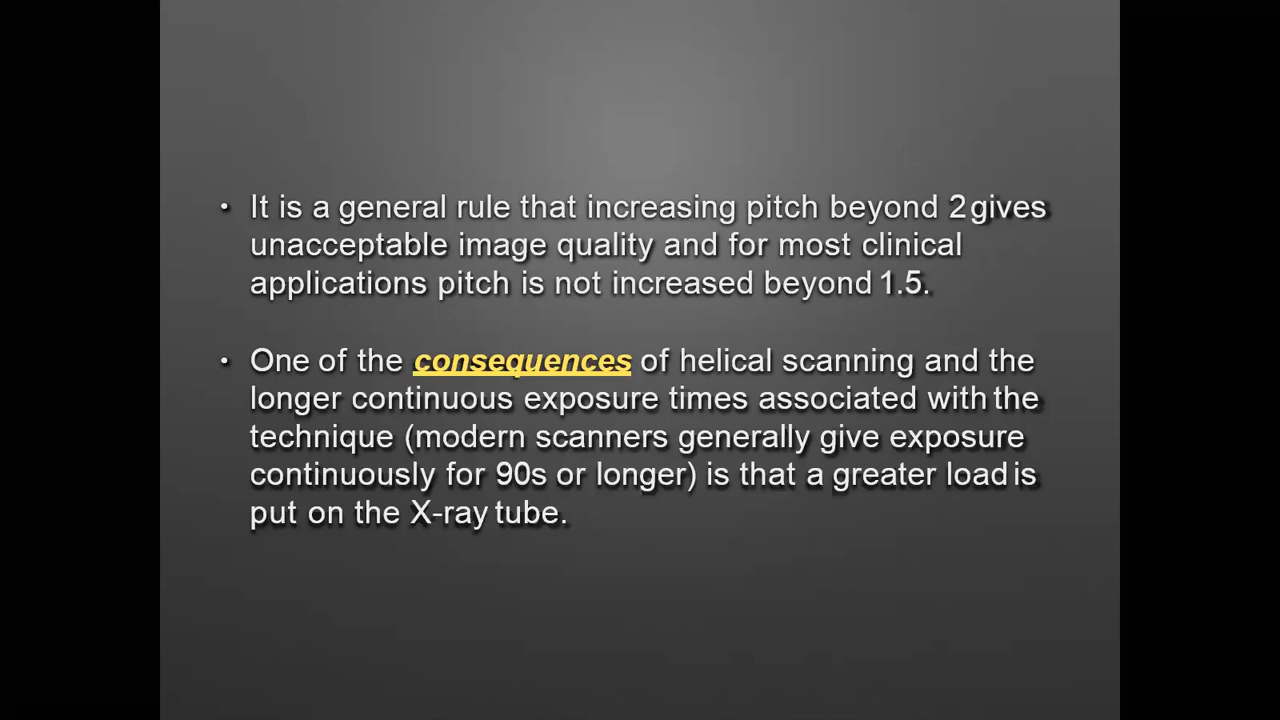 • It is a general rule that increasing pitch beyond 2 gives
unacceptable image quality and for most clinical
applications pitch is not increased beyond 1.5.
• One of the consequences of helical scanning and the
longer continuous exposure times associated with the
technique (modern scanners generally give exposure
continuously for 90s or longer) is that a greater load is
put on the X-ray tube.